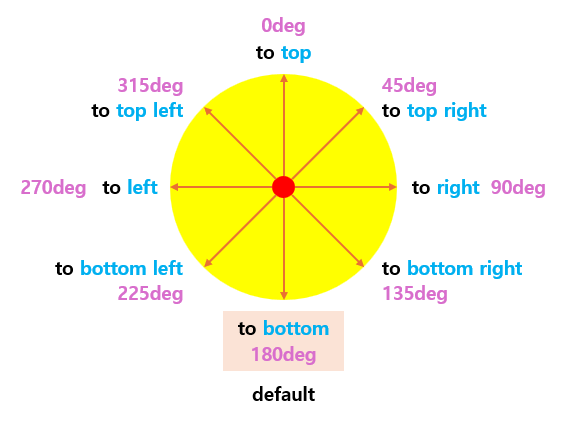 0deg
to top
315deg
to top left
45deg
to top right
270deg to left
to right 90deg
to bottom left
225deg
to bottom right
135deg
to bottom
180deg
default